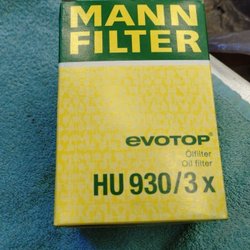 MANN
FILTER
evotop®
Ölfilter
Oil filter
HU 930/3 x